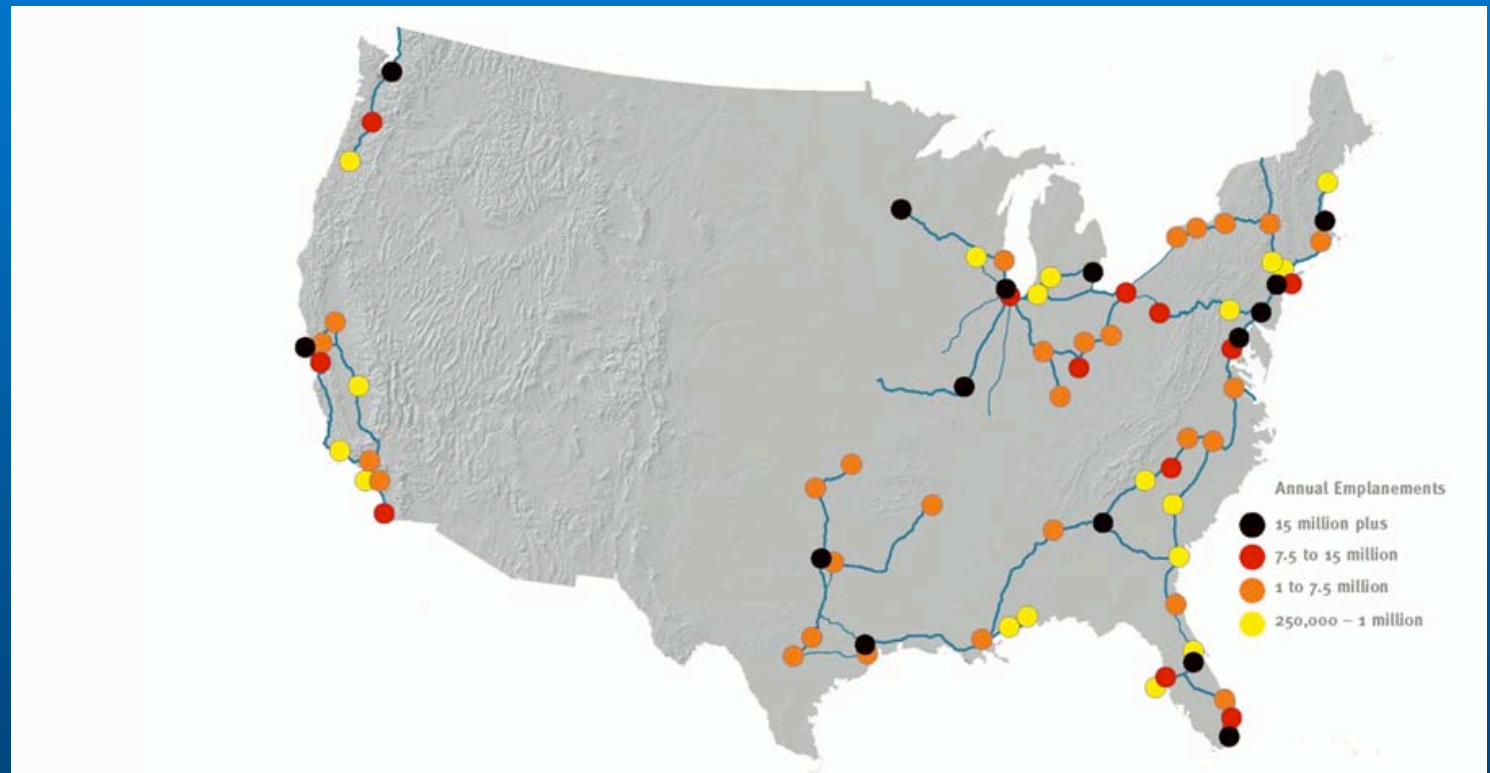 Annual Emplanements
15 million plus
7.5 to 15 million
1 to 7.5 million
250,000 – 1 million